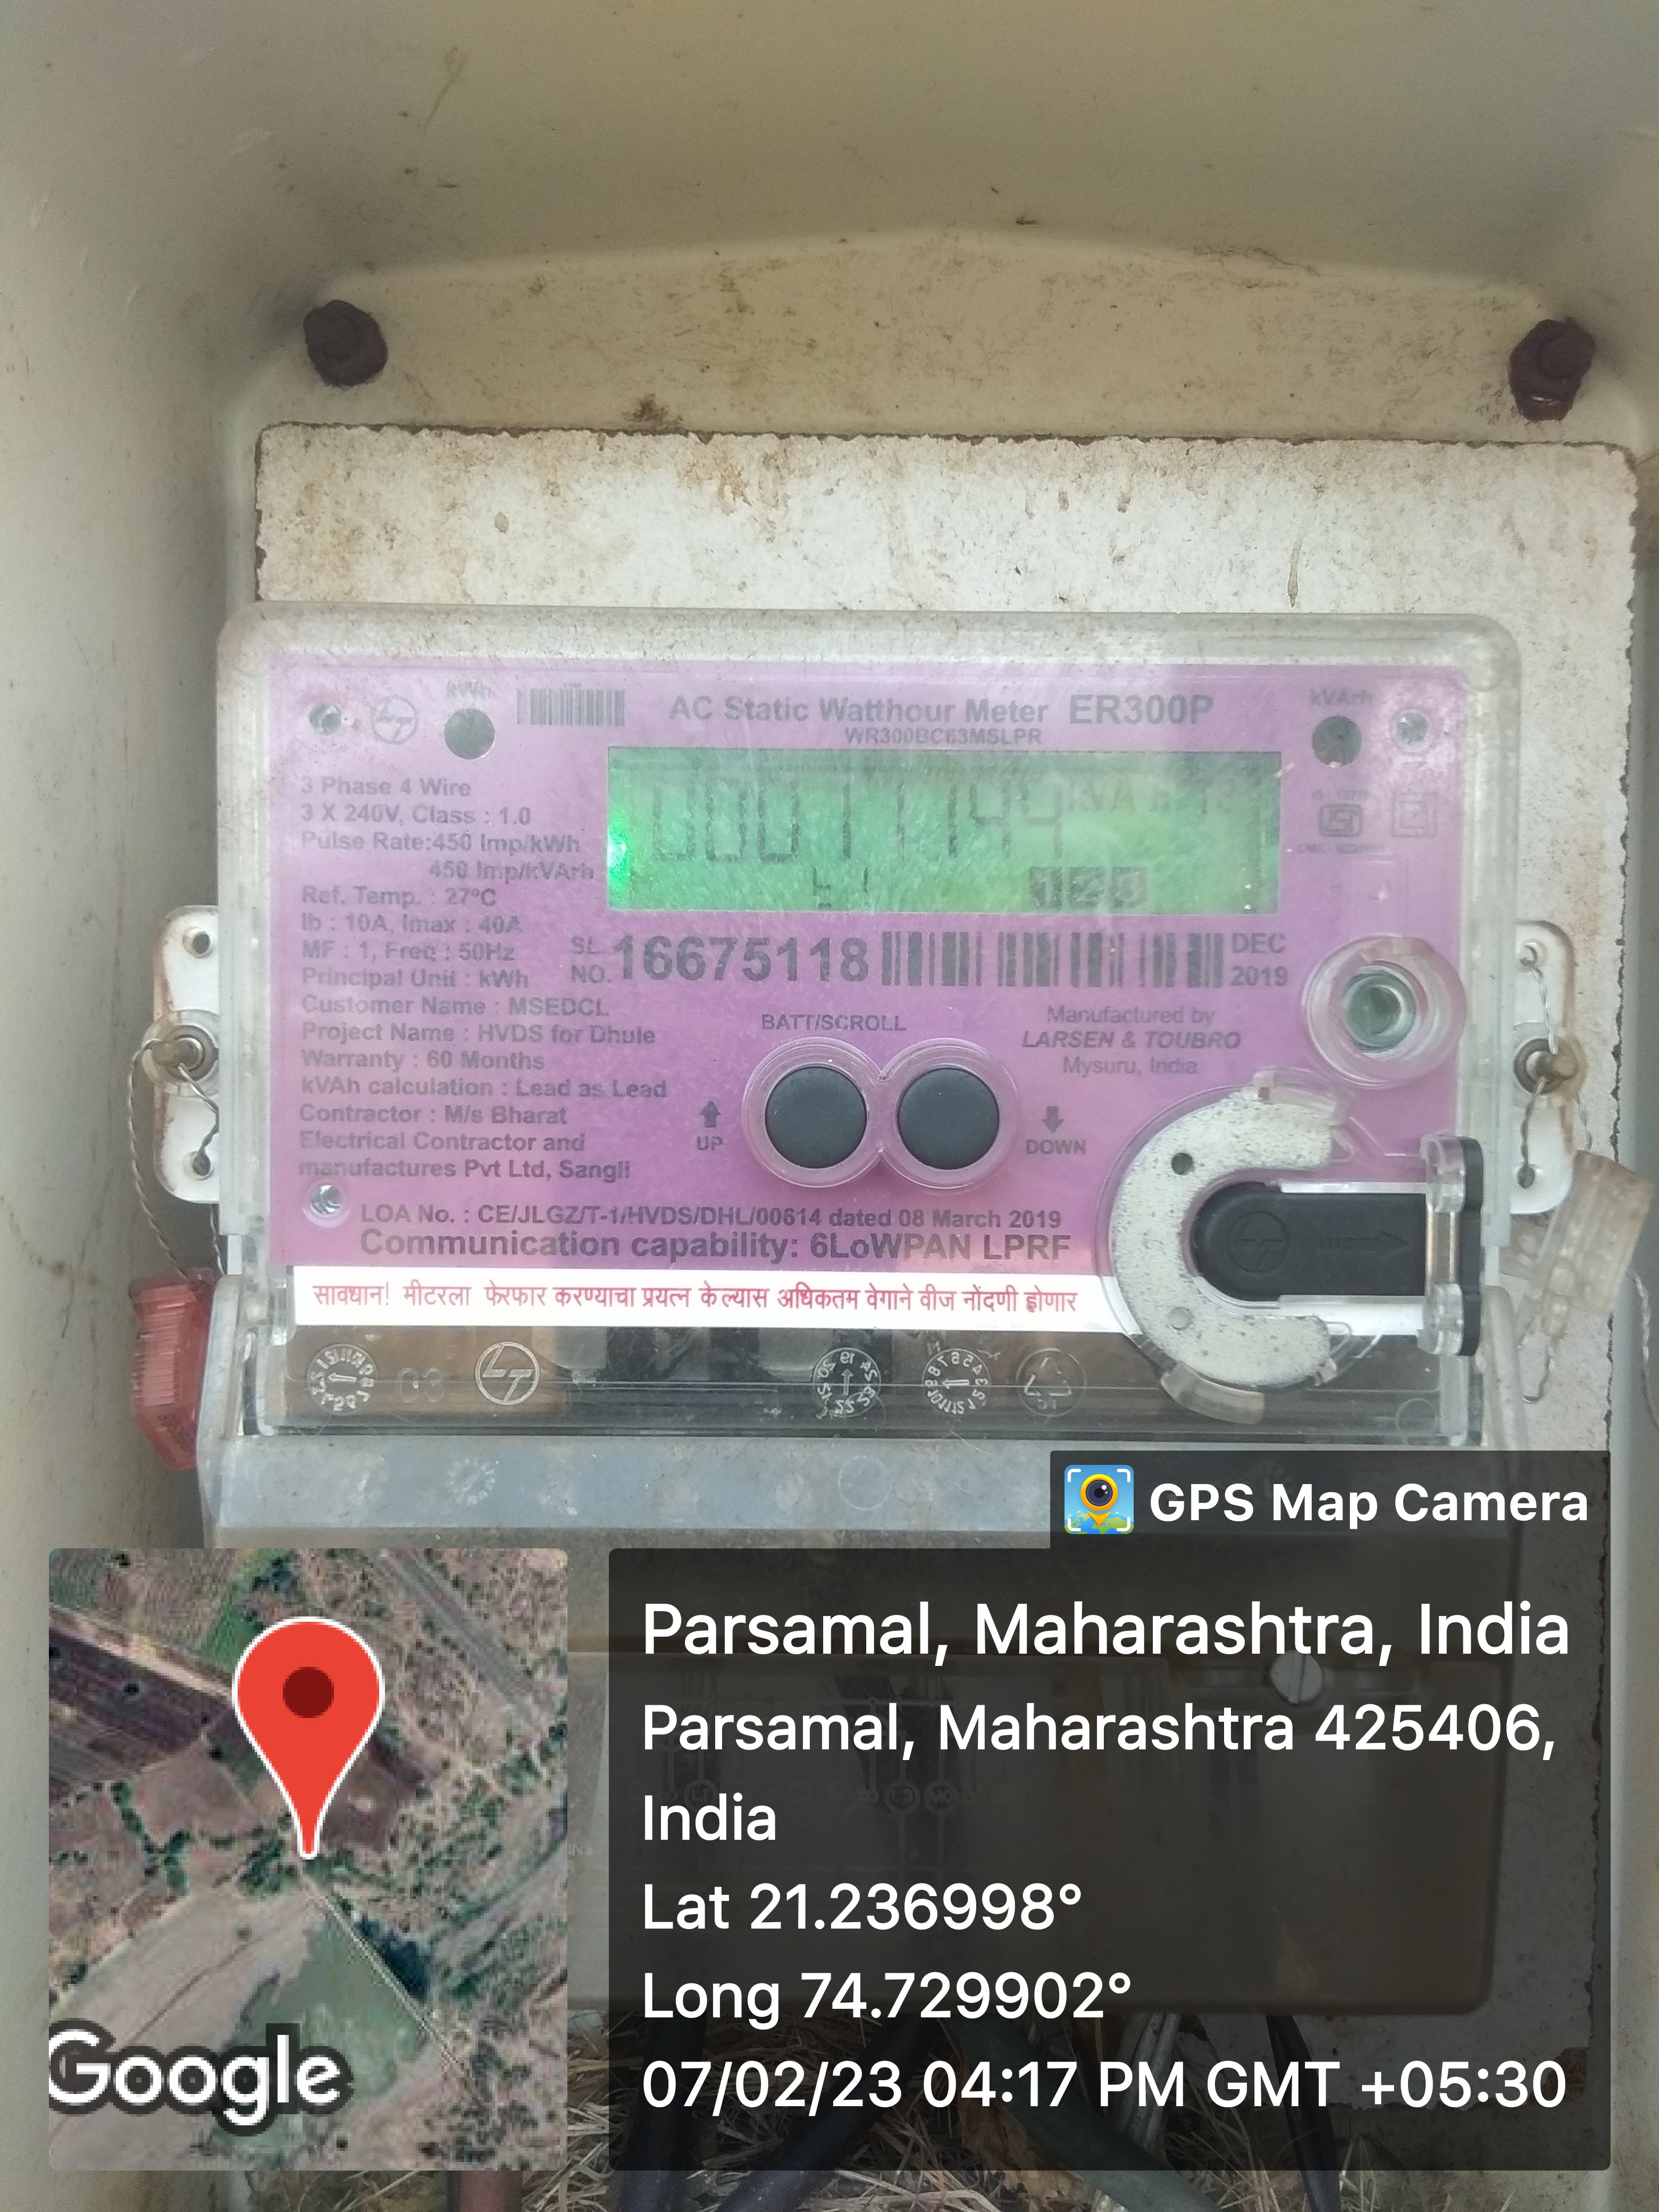 kWh
AC Static Watthour Meter ER300P
WR300BC63MSLPR
kVArh
3 Phase 4 Wire
3 X 240V, Class : 1.0
Pulse Rate:450 Imp/kWh
450 Imp/kVArh
Ref. Temp. : 27°C
Ib : 10A, Imax : 40A
MF : 1, Freq : 50Hz
Principal Unit : kWh
Customer Name : MSEDCL
Project Name : HVDS for Dhule
Warranty : 60 Months
kVAh calculation : Lead as Lead
Contractor : M/s Bharat
Electrical Contractor and
manufactures Pvt Ltd, Sangli
SL. NO. 16675118
DEC
2019
BATT/SCROLL
UP
DOWN
Manufactured by
LARSEN & TOUBRO
Mysuru, India
LOA No. : CE/JLGZ/T-1/HVDS/DHL/00614 dated 08 March 2019
Communication capability: 6LoWPAN LPRF
सावधान! मीटरला फेरफार करण्याचा प्रयत्न केल्यास अधिकतम वेगाने वीज नोंदणी होणार
GPS Map Camera
Parsamal, Maharashtra, India
Parsamal, Maharashtra 425406,
India
Lat 21.236998°
Long 74.729902°
07/02/23 04:17 PM GMT +05:30
Google